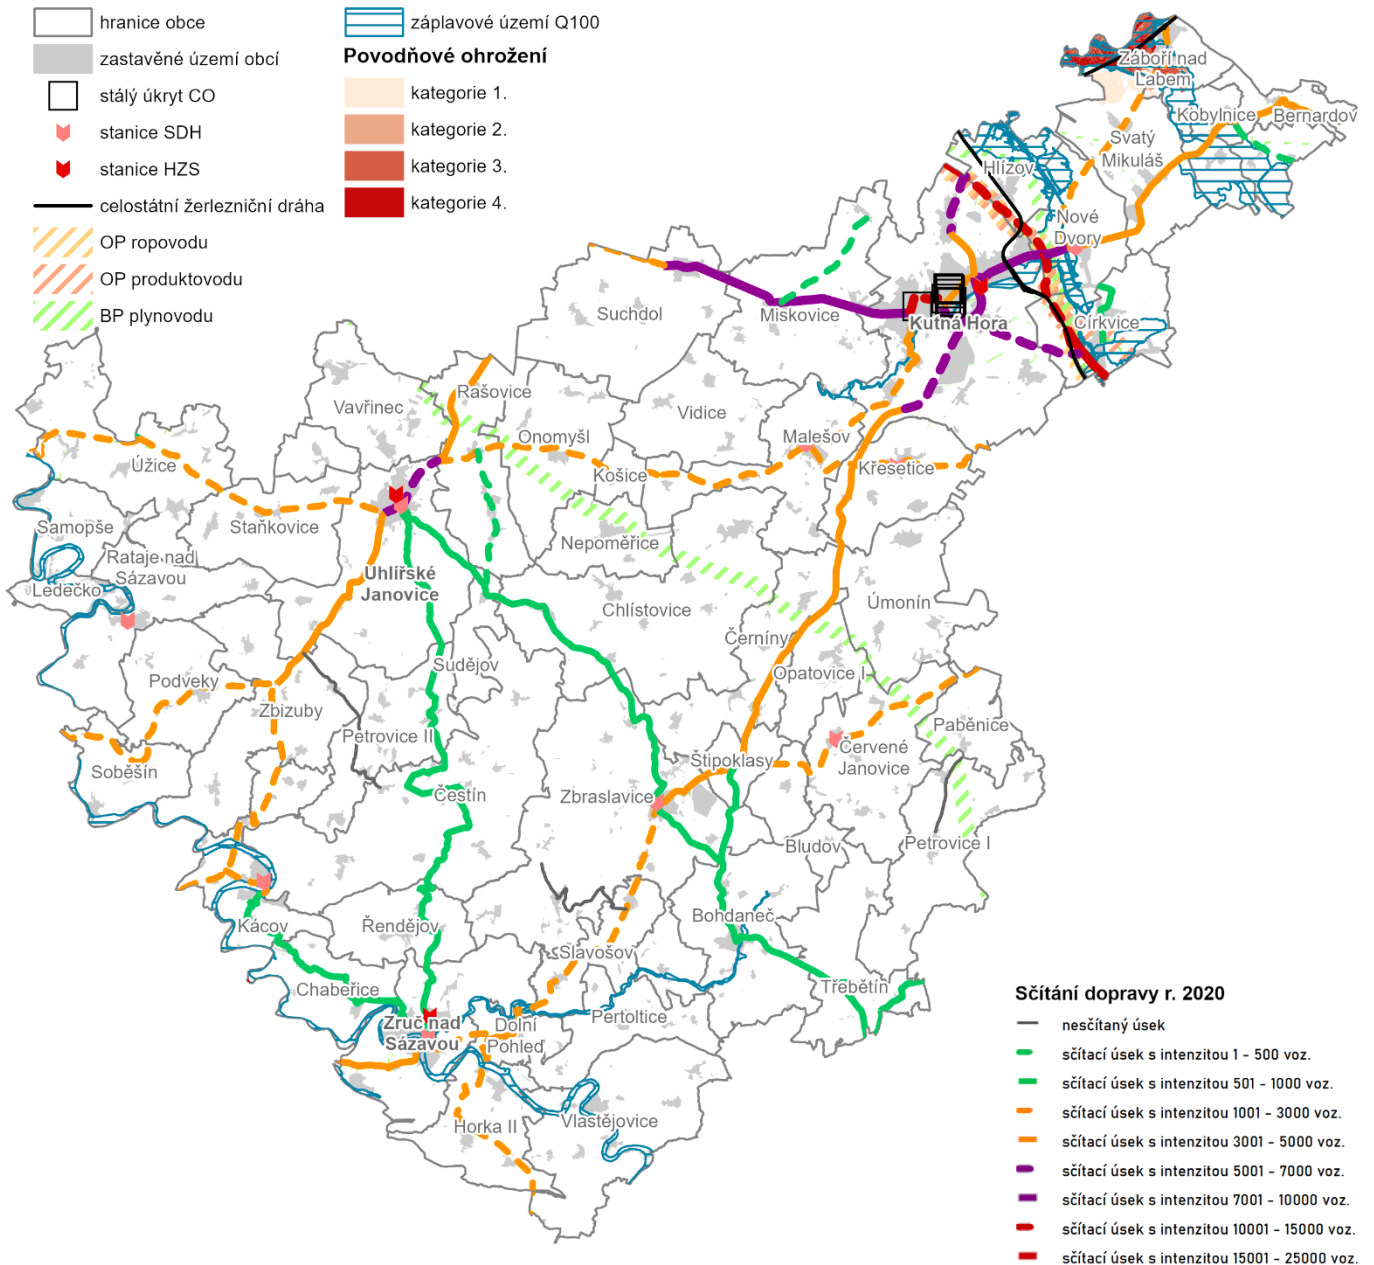 hranice obce
zastavěné území obcí
stálý úkryt CO
stanice SDH
stanice HZS
celostátní žerlezniční dráha
OP ropovodu
OP produktovodu
BP plynovodu
záplavové území Q100
Povodňové ohrožení
kategorie 1.
kategorie 2.
kategorie 3.
kategorie 4.
Záboří nad
Labem
Kobylnice
Bernardov
Svatý
Mikuláš
Hlízov
Nové
Dvory
Suchdol
Miskovice
Kutná Hora
Církvice
Rašovice
Vavřinec
Vidice
Onomyšl
Malešov
Úžice
Košice
Křesetice
Samopše
Staňkovice
Nepoměřice
Rataje nad
Sázavou
Ledečko
Uhlířské
Janovice
Chlístovice
Úmonín
Černíny
Sudějov
Opatovice I
Podveky
Zbizuby
Petrovice II
Paběnice
Červené
Janovice
Štipoklasy
Soběšín
Čestín
Zbraslavice
Bludov
Petrovice I
Kácov
Řendějov
Bohdaneč
Slavošov
Chabeřice
Třebětín
Zruč nad
Sázavou
Dolní
Pohleď
Pertoltice
Horka II
Vlastějovice
Sčítání dopravy r. 2020
nesčítaný úsek
sčítací úsek s intenzitou 1 - 500 voz.
sčítací úsek s intenzitou 501 - 1000 voz.
sčítací úsek s intenzitou 1001 - 3000 voz.
sčítací úsek s intenzitou 3001 - 5000 voz.
sčítací úsek s intenzitou 5001 - 7000 voz.
sčítací úsek s intenzitou 7001 - 10000 voz.
sčítací úsek s intenzitou 10001 - 15000 voz.
sčítací úsek s intenzitou 15001 - 25000 voz.